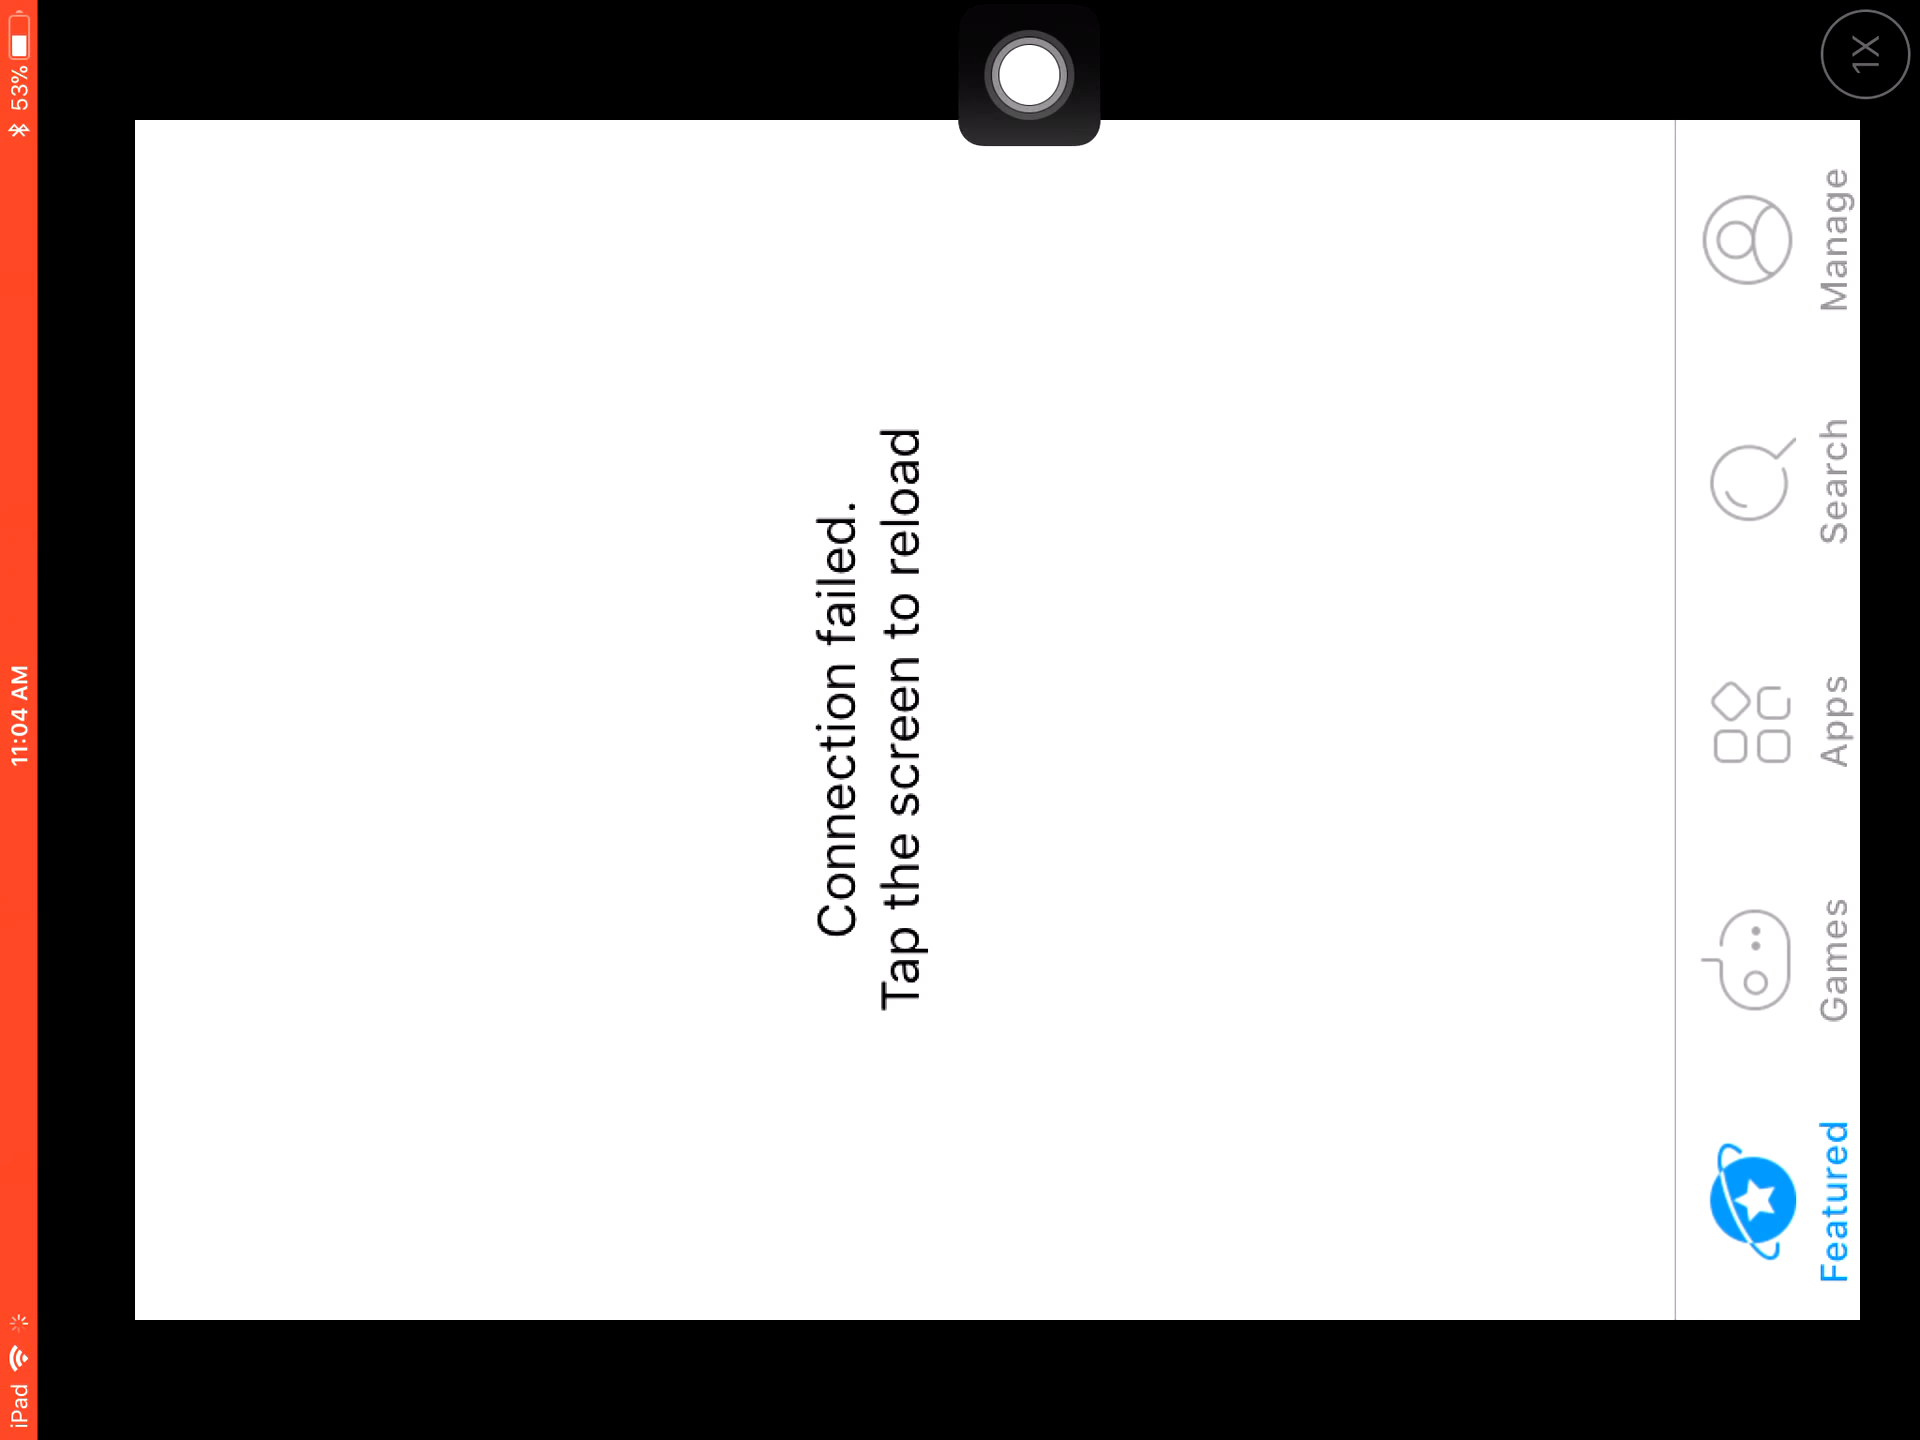 iPad
11:04 AM
53%
Connection failed.
Tap the screen to reload
Featured
Games
Apps
Search
Manage
1X